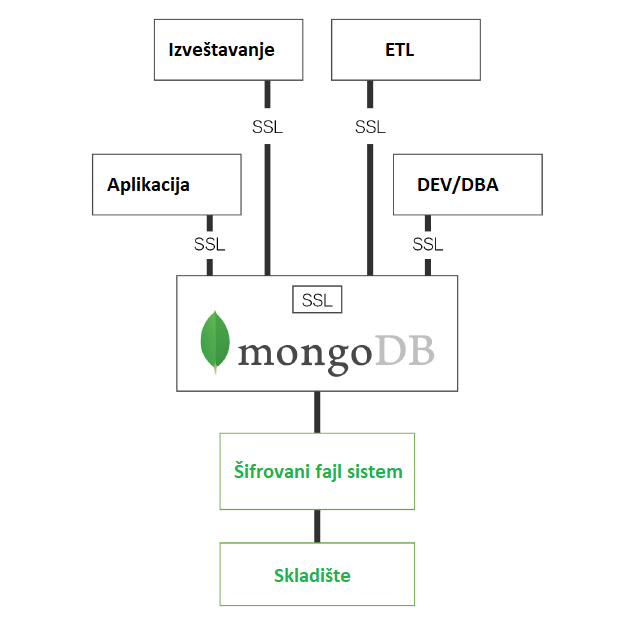 Izveštavanje
ETL
SSL
SSL
Aplikacija
DEV/DBA
SSL
SSL
SSL
mongoDB
Šifrovani fajl sistem
Skladište